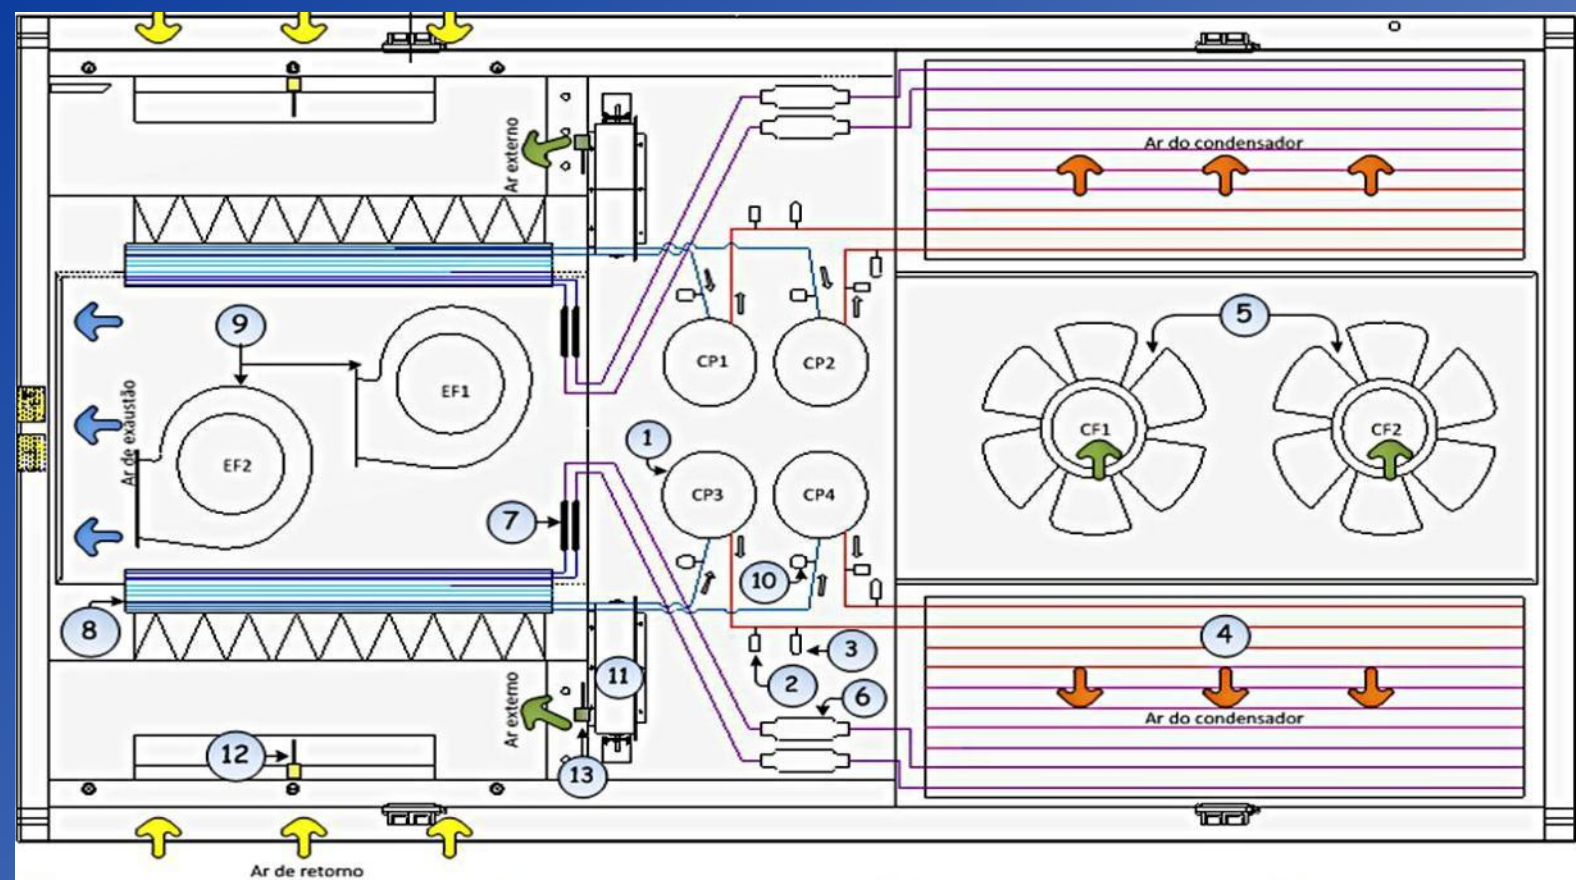 Ar externo
Ar do condensador
9
5
CP1
CP2
EF1
CF1
CF2
Ar de exaustão
1
EF2
CP3
CP4
7
10
8
4
3
2
11
6
Ar externo
Ar do condensador
12
13
Ar de retorno